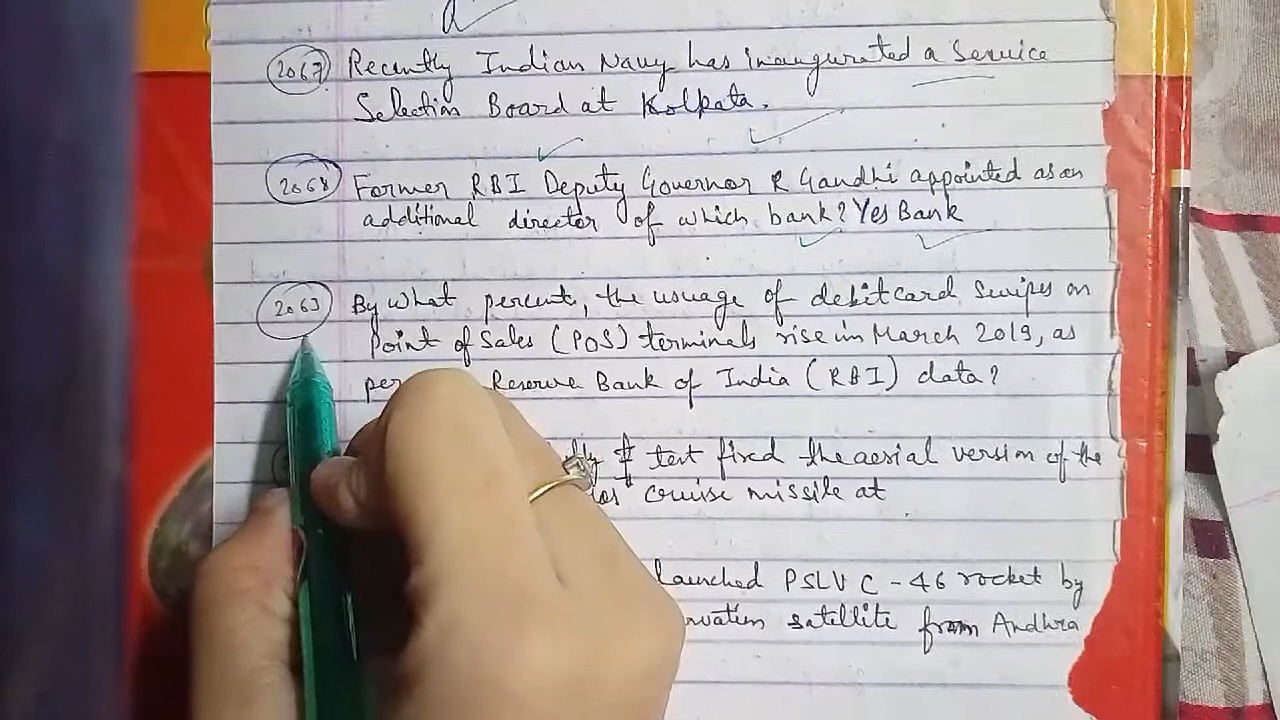 2067 Recently Indian Navy has inaugurated a Service
Selection Board at Kolkata.
2068 Former RBI Deputy Governor R Gandhi appointed as an
additional director of which bank? Yes Bank
2069 By what percent, the usuage of debit card Swipes on
Point of Sales (POS) terminals rise in March 2019, as
per Reserve Bank of India (RBI) data?
test fired the aerial version of the
cruise missile at
launched PSLV C-46 rocket by
satellite from Andhra